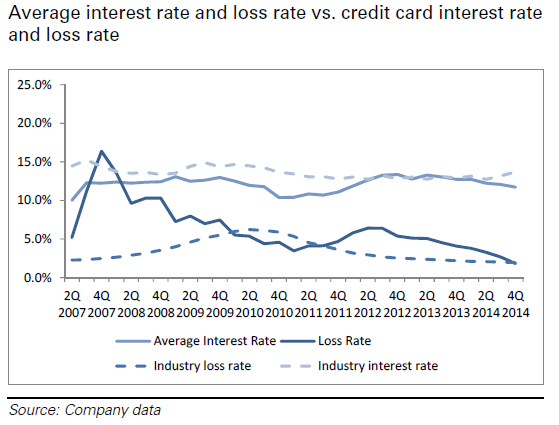 Average interest rate and loss rate vs. credit card interest rate
and loss rate
25.0%
20.0%
15.0%
10.0%
5.0%
0.0%
2Q 4Q 2Q 4Q 2Q 4Q 2Q 4Q 2Q 4Q 2Q 4Q 2Q 4Q 2Q 4Q
2007 2007 2008 2008 2009 2009 2010 2010 2011 2011 2012 2012 2013 2013 2014 2014
Average Interest Rate Loss Rate
Industry loss rate Industry interest rate
Source: Company data